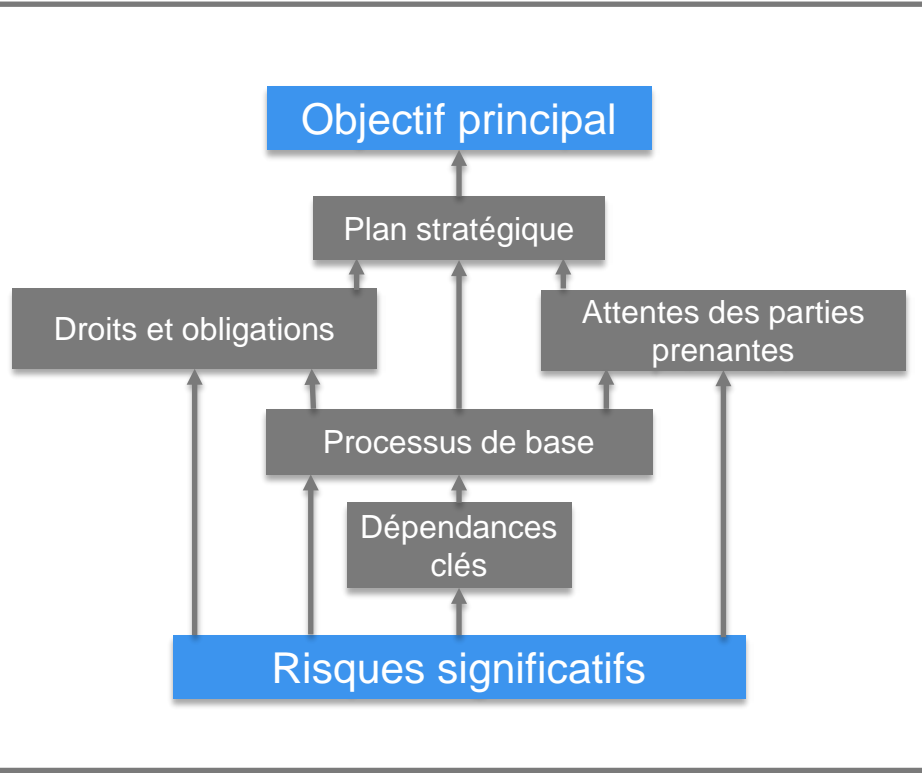 Objectif principal
Plan stratégique
Droits et obligations
Attentes des parties
prenantes
Processus de base
Dépendances
clés
Risques significatifs